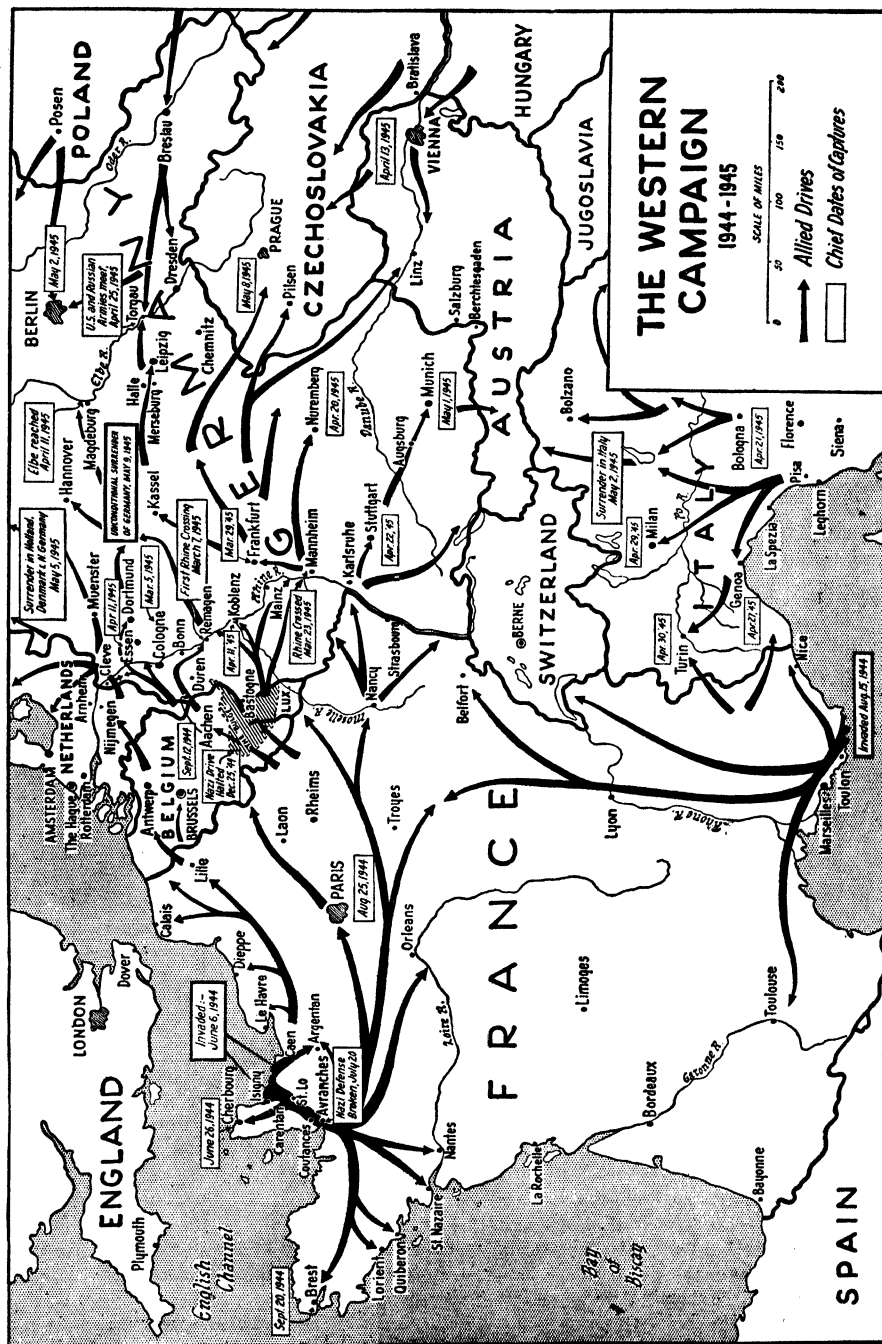 THE WESTERN
CAMPAIGN
1944-1945
SCALE OF MILES
0 50 100 150 200
Allied Drives
Chief Dates of Captures
ENGLAND
Plymouth
LONDON
Dover
English
Channel
Invaded:-
June 6, 1944
June 26, 1944
Cherbourg
Isigny
Carentan
St. Lo
Coutances
Avranches
Caen
Argentan
Le Havre
Dieppe
Calais
Lille
Nazi Defense
Broken, July 20
Sept. 20, 1944
Brest
Lorient
Quiberon
St Nazaire
Nantes
Loire R.
Orleans
PARIS
Aug 25, 1944
Laon
Rheims
Troyes
FRANCE
La Rochelle
Limoges
Bordeaux
Garonne R
Bayonne
Toulouse
Bay
of
Biscay
SPAIN
Lyon
Rhone R.
Marseilles
Toulon
Invaded Aug. 15, 1944
Nice
Belfort
Nancy
Moselle R
Strasbourg
AMSTERDAM
The Hague
Rotterdam
NETHERLANDS
Arnhem
Nijmegen
Antwerp
BELGIUM
BRUSSELS
Sept. 12, 1944
Nazi Drive
Halted
Dec. 25, '44
Aachen
Bastogne
LUX.
Surrender in Holland,
Denmark & N. Germany
May 5, 1945
Cleve
Muenster
Essen
Dortmund
Apr. 11, 1945
Mar. 5, 1945
Cologne
Bonn
Düren
Remagen
First Rhine Crossing
March 7, 1945
Apr. 11, '45
Koblenz
Rhine R
Mainz
Rhine Crossed
Mar. 23, 1945
Frankfurt
Mar. 29, '45
Mannheim
Karlsruhe
Stuttgart
Apr. 22, '45
GERMANY
Hannover
Elbe reached
April 11, 1945
Magdeburg
UNCONDITIONAL SURRENDER
OF GERMANY, MAY 9, 1945
Kassel
Halle
Merseburg
Leipzig
Chemnitz
Elbe R.
BERLIN
May 2, 1945
U.S. and Russian
Armies meet,
April 25, 1945
Torgau
Dresden
Posen
POLAND
Oder R.
Breslau
PRAGUE
May 8, 1945
Pilsen
CZECHOSLOVAKIA
Nuremberg
Apr. 20, 1945
Danube R
Augsburg
Munich
May 1, 1945
Bratislava
VIENNA
April 13, 1945
Linz
Salzburg
Berchtesgaden
AUSTRIA
HUNGARY
JUGOSLAVIA
BERNE
SWITZERLAND
Bolzano
Surrender in Italy
May 2, 1945
Milan
Apr. 29, '45
Turin
Apr. 30, '45
Genoa
Apr. 27, '45
Po R.
ITALY
Bologna
Apr. 21, 1945
La Spezia
Pisa
Florence
Leghorn
Siena